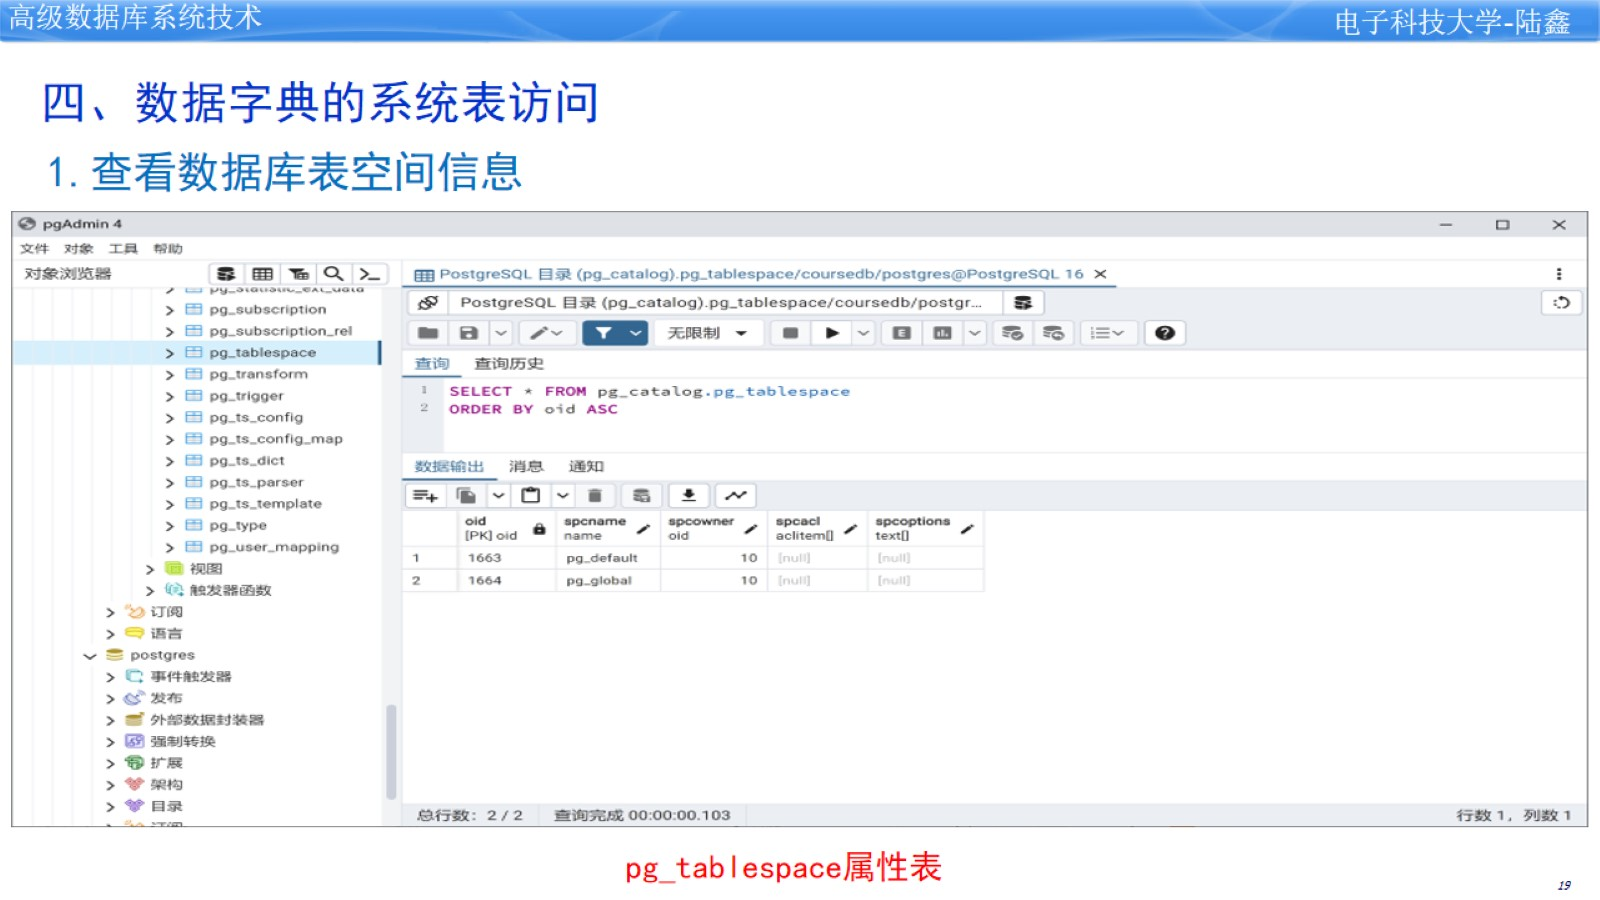 高级数据库系统技术
电子科技大学-陆鑫
四、数据字典的系统表访问
1.查看数据库表空间信息
pgAdmin 4
文件 对象 工具 帮助
对象浏览器
pg_statistic_ext_data
pg_subscription
pg_subscription_rel
pg_tablespace
pg_transform
pg_trigger
pg_ts_config
pg_ts_config_map
pg_ts_dict
pg_ts_parser
pg_ts_template
pg_type
pg_user_mapping
视图
触发器函数
订阅
语言
postgres
事件触发器
发布
外部数据封装器
强制转换
扩展
架构
目录
订阅
PostgreSQL 目录 (pg_catalog).pg_tablespace/coursedb/postgres@PostgreSQL 16
PostgreSQL 目录 (pg_catalog).pg_tablespace/coursedb/postgr...
无限制
查询 查询历史
1 SELECT * FROM pg_catalog.pg_tablespace
2 ORDER BY oid ASC
数据输出 消息 通知
oid spcname spcowner spcacl spcoptions
[PK] oid name oid aclitem[] text[]
1 1663 pg_default 10 [null] [null]
2 1664 pg_global 10 [null] [null]
总行数：2 / 2 查询完成 00:00:00.103 行数 1，列数 1
pg_tablespace属性表
19